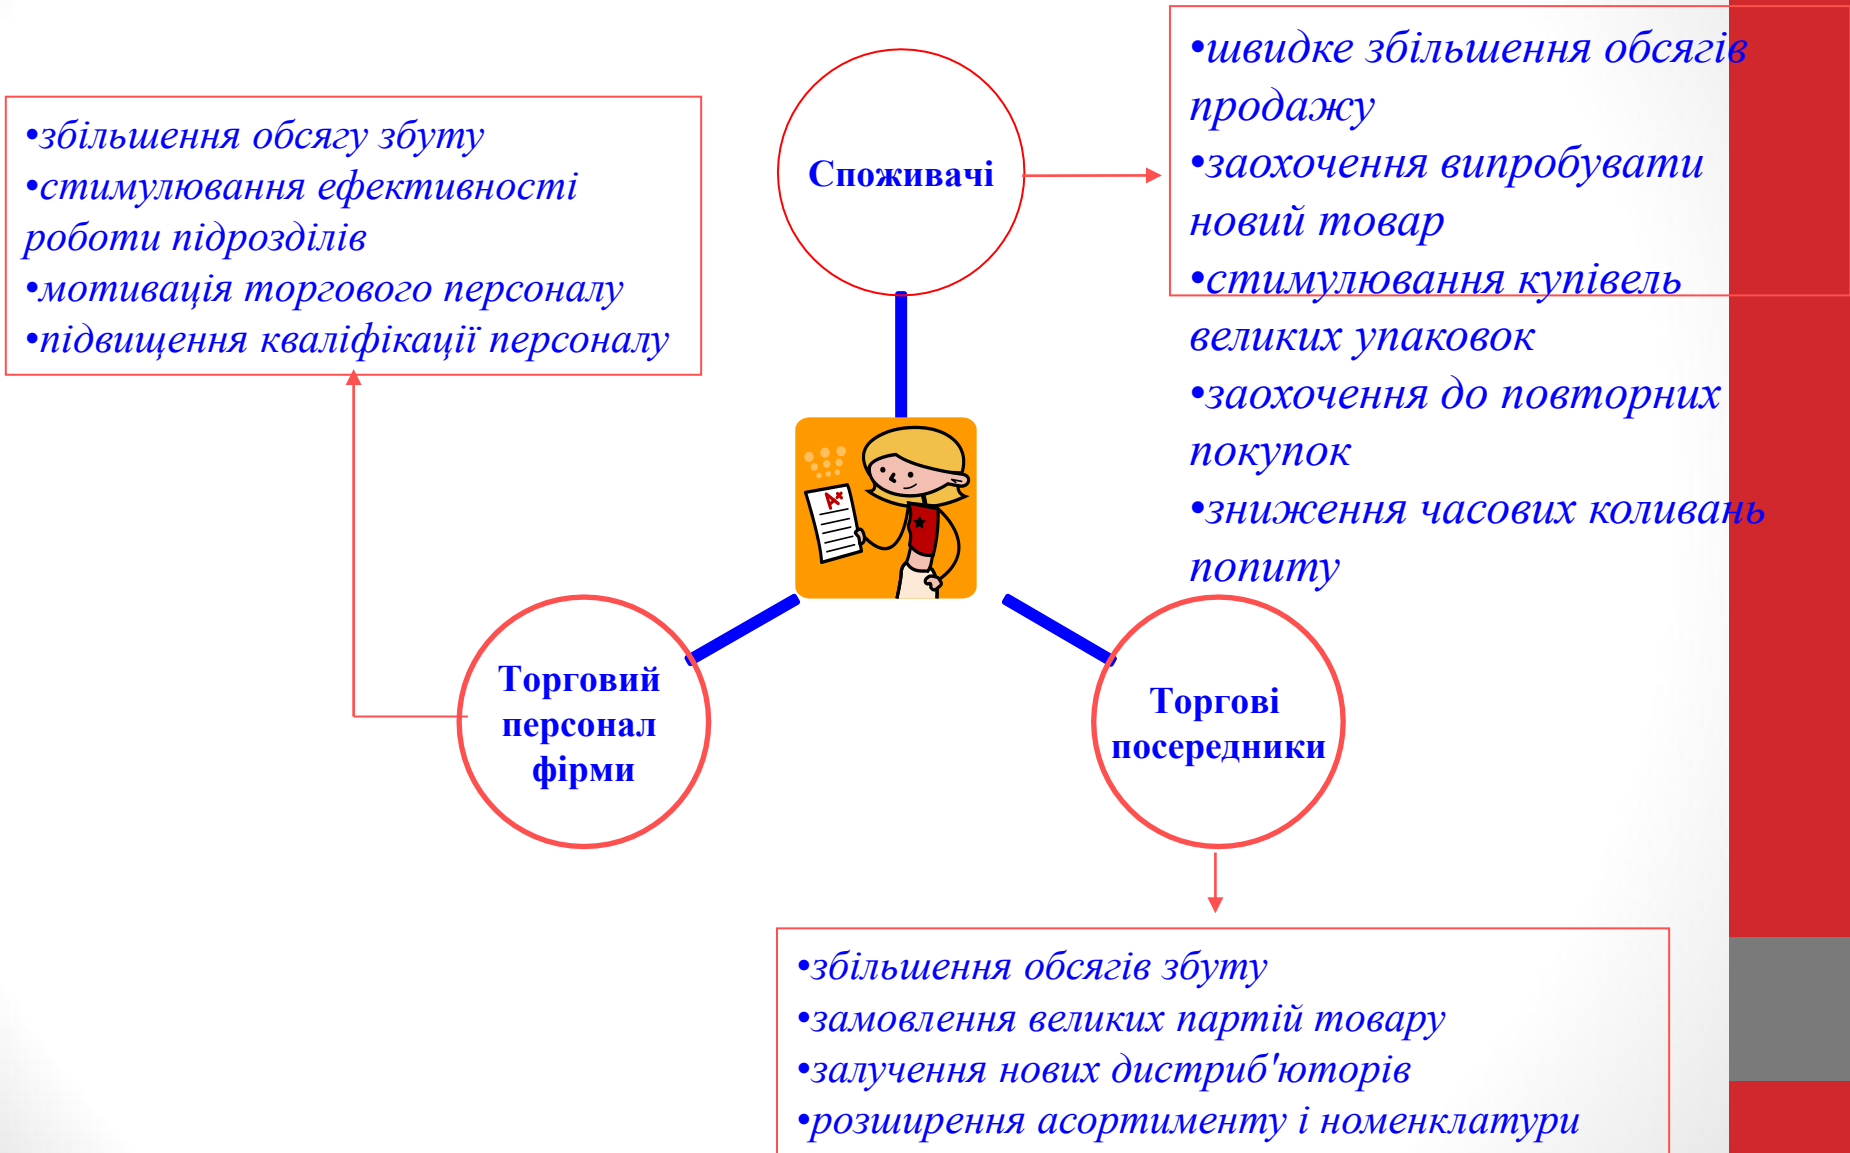 •збільшення обсягу збуту
•стимулювання ефективності
роботи підрозділів
•мотивація торгового персоналу
•підвищення кваліфікації персоналу
Споживачі
•швидке збільшення обсягів
продажу
•заохочення випробувати
новий товар
•стимулювання купівель
великих упаковок
•заохочення до повторних
покупок
•зниження часових коливань
попиту
A+
Торговий
персонал
фірми
Торгові
посередники
•збільшення обсягів збуту
•замовлення великих партій товару
•залучення нових дистриб'юторів
•розширення асортименту і номенклатури